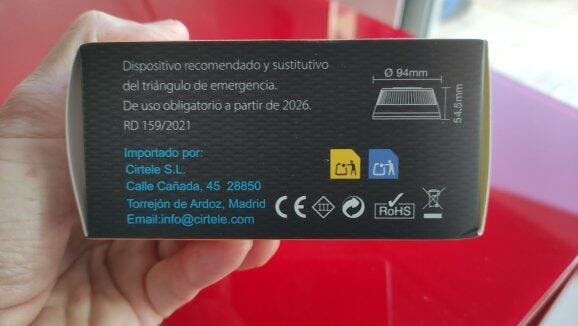 Dispositivo recomendado y sustitutivo
del triángulo de emergencia.
De uso obligatorio a partir de 2026.
RD 159/2021
Ø 94mm
54.5mm
Importado por:
Cirtele S.L.
Calle Cañada, 45 28850
Torrejón de Ardoz, Madrid
Email:info@cirtele.com
CE
RoHS